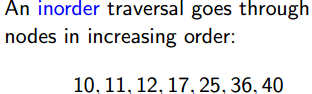 An inorder traversal goes through
nodes in increasing order:
10, 11, 12, 17, 25, 36, 40